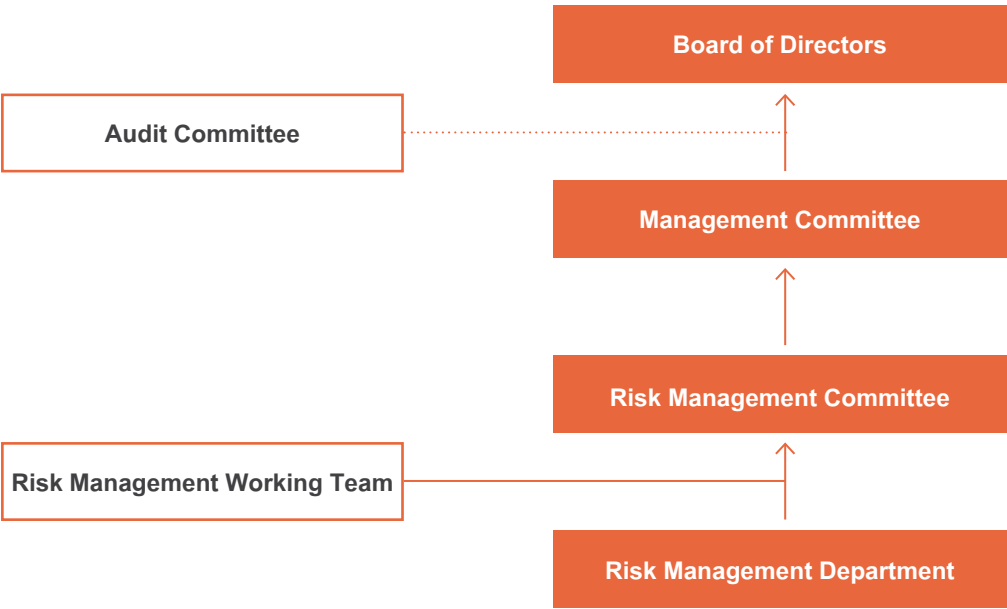 Board of Directors
Audit Committee
Management Committee
Risk Management Committee
Risk Management Working Team
Risk Management Department